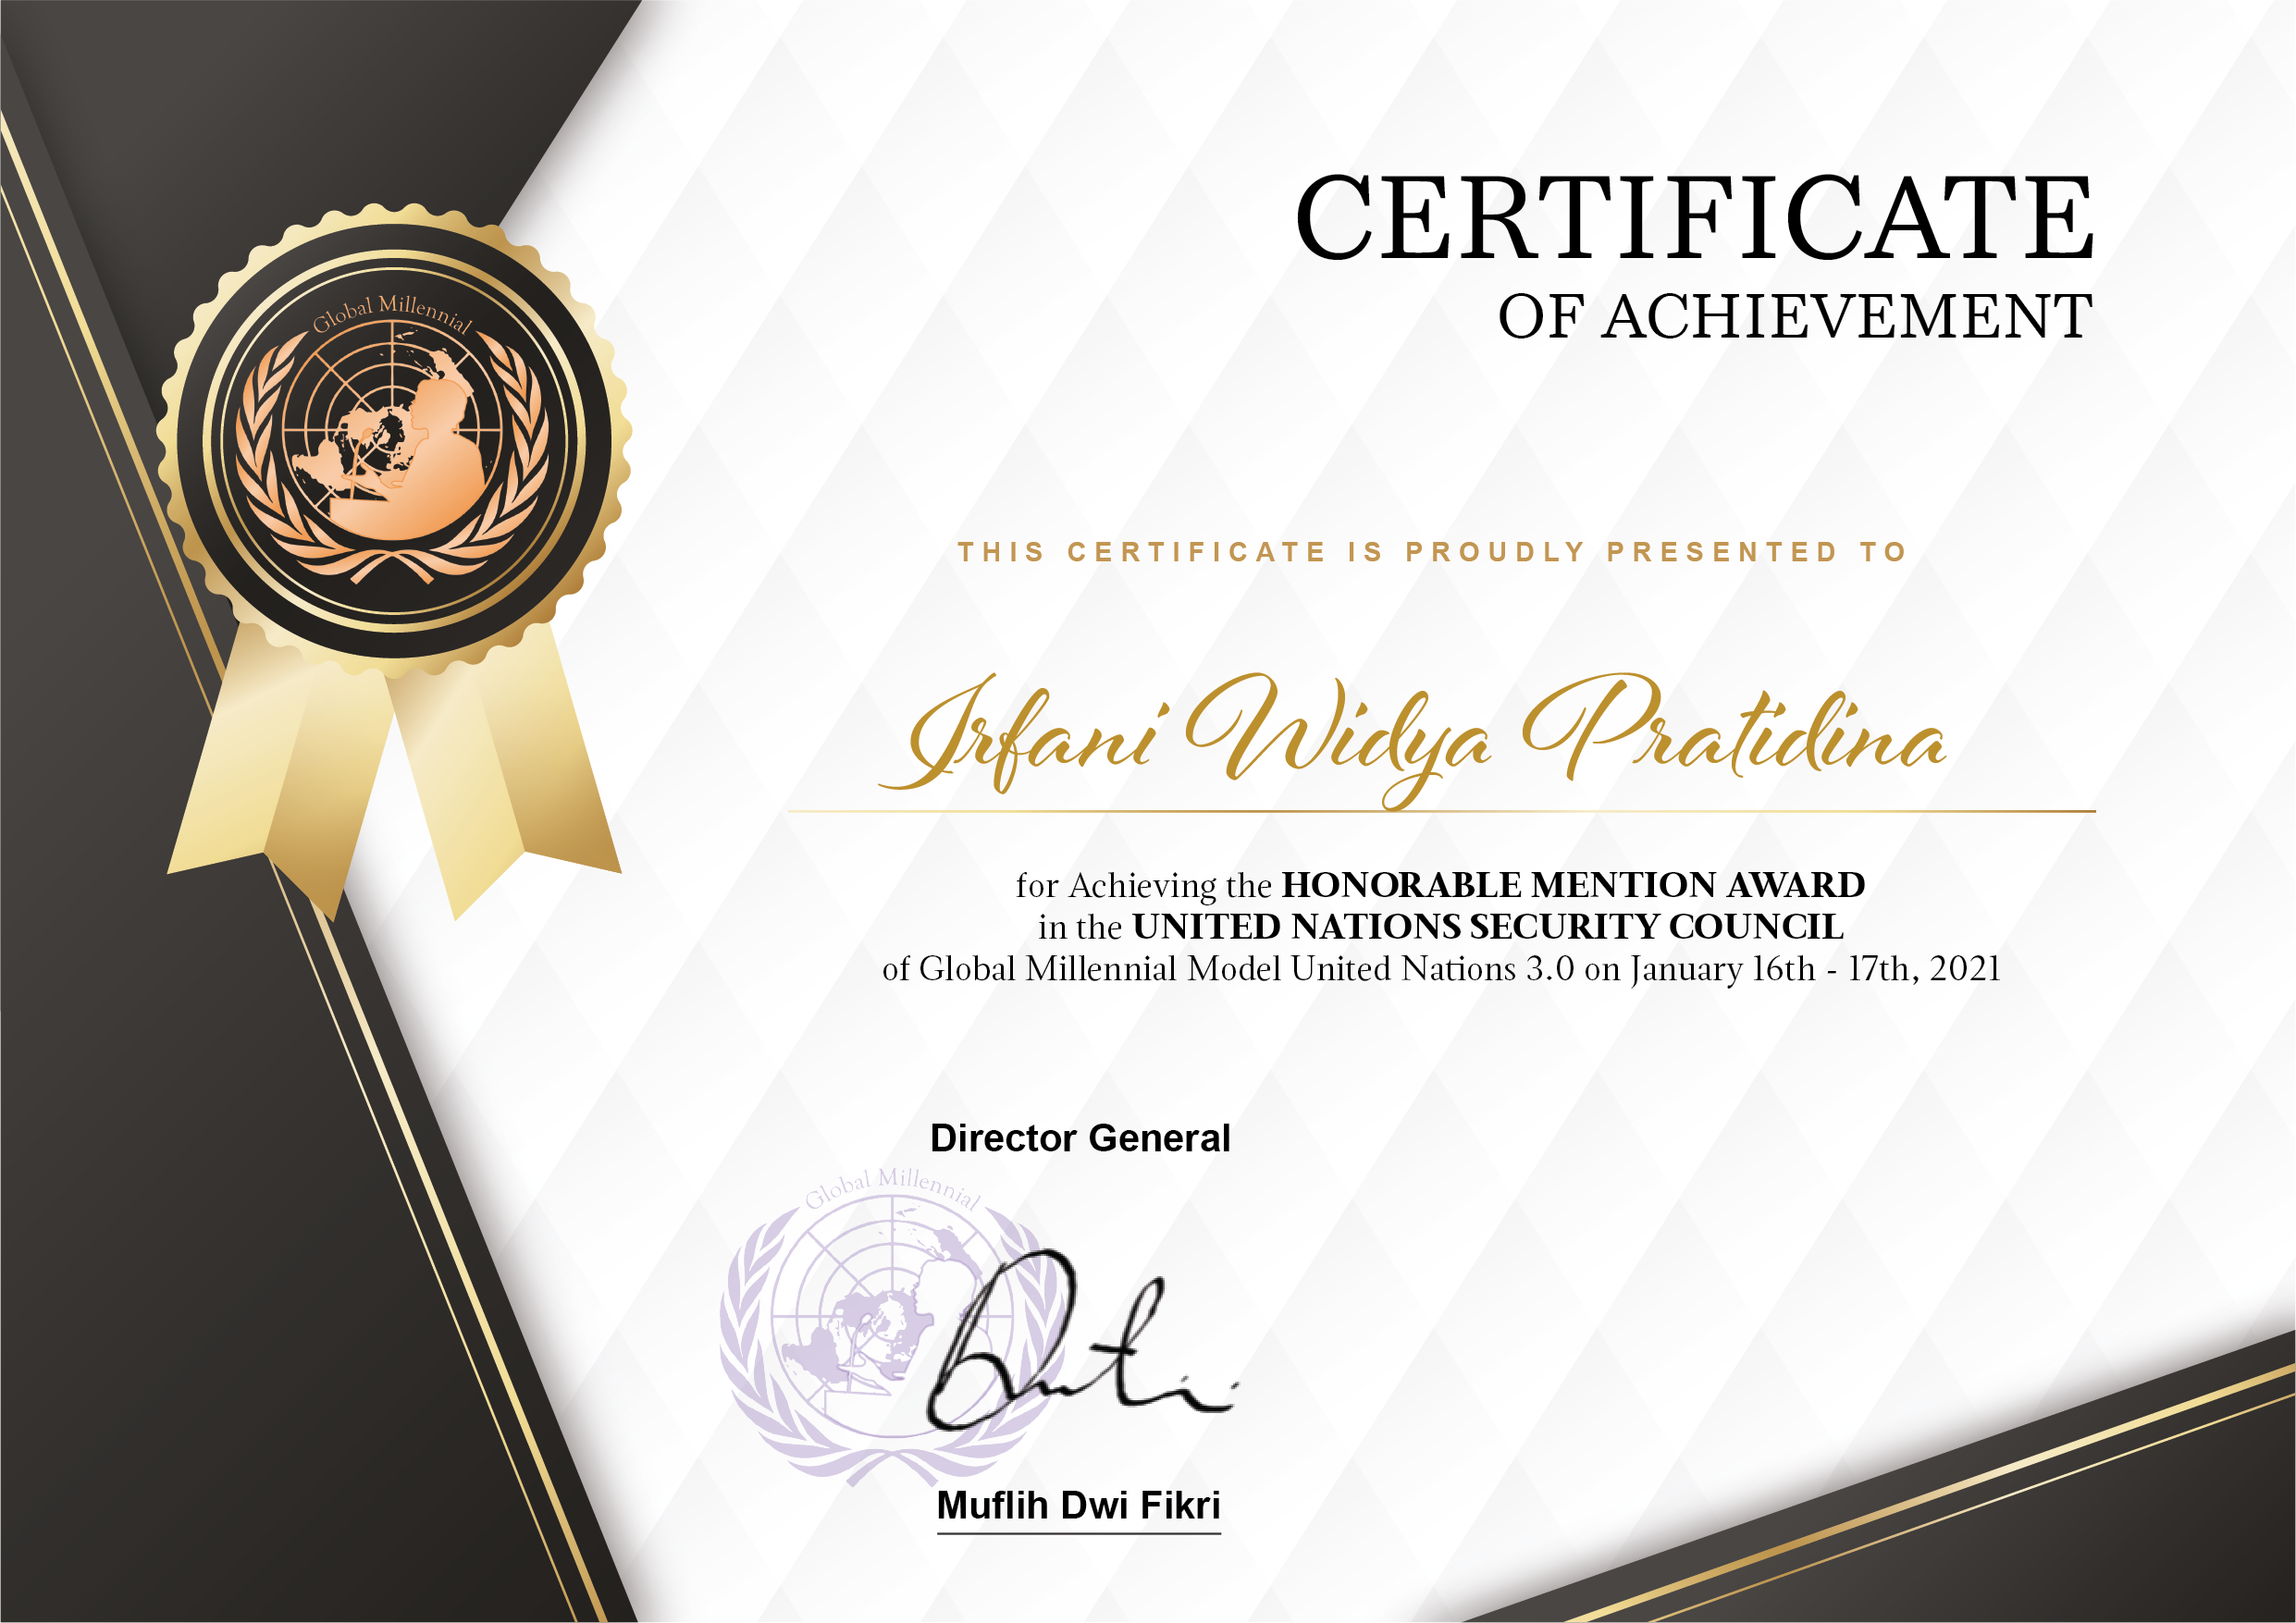 CERTIFICATE
OF ACHIEVEMENT
Global Millennial
THIS CERTIFICATE IS PROUDLY PRESENTED TO
Irfani Widya Pratidina
for Achieving the HONORABLE MENTION AWARD
in the UNITED NATIONS SECURITY COUNCIL
of Global Millennial Model United Nations 3.0 on January 16th - 17th, 2021
Director General
Global Millennial
Muflih Dwi Fikri